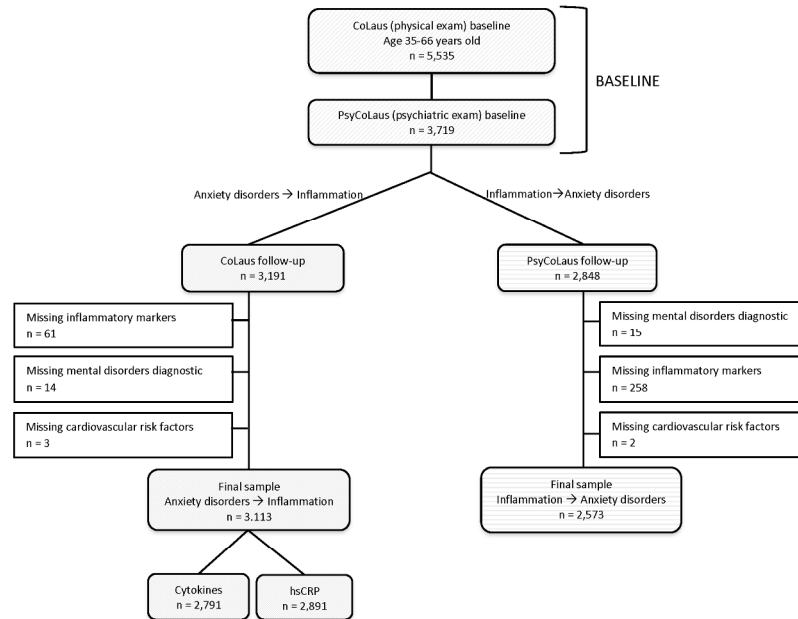 CoLaus (physical exam) baseline
Age 35-66 years old
n = 5,535
BASELINE
PsyCoLaus (psychiatric exam) baseline
n = 3,719
Anxiety disorders → Inflammation
Inflammation→Anxiety disorders
CoLaus follow-up
n = 3,191
PsyCoLaus follow-up
n = 2,848
Missing inflammatory markers
n = 61
Missing mental disorders diagnostic
n = 14
Missing cardiovascular risk factors
n = 3
Missing mental disorders diagnostic
n = 15
Missing inflammatory markers
n = 258
Missing cardiovascular risk factors
n = 2
Final sample
Anxiety disorders → Inflammation
n = 3.113
Final sample
Inflammation → Anxiety disorders
n = 2,573
Cytokines
n = 2,791
hsCRP
n = 2,891